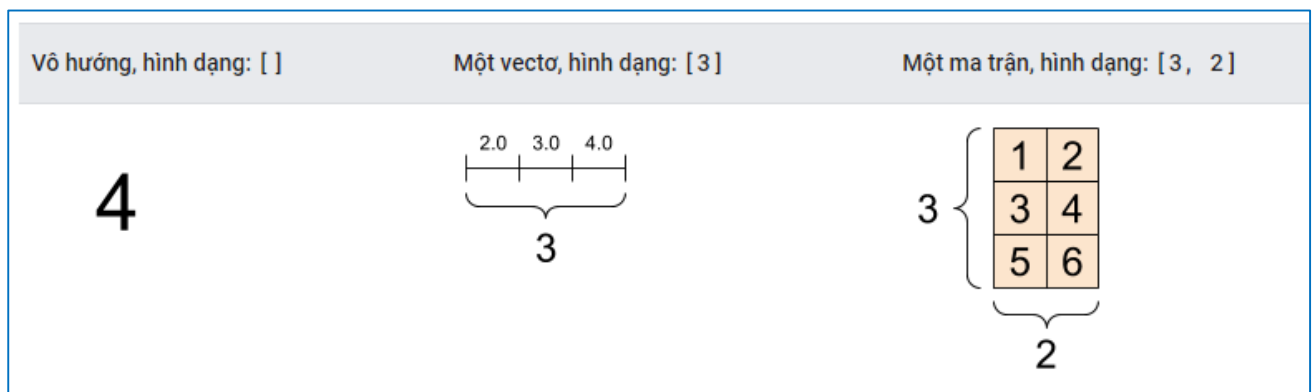 Vô hướng, hình dạng: [ ]
Một vectơ, hình dạng: [3]
Một ma trận, hình dạng: [3, 2]
4
2.0 3.0 4.0
3
3
1 2
3 4
5 6
2